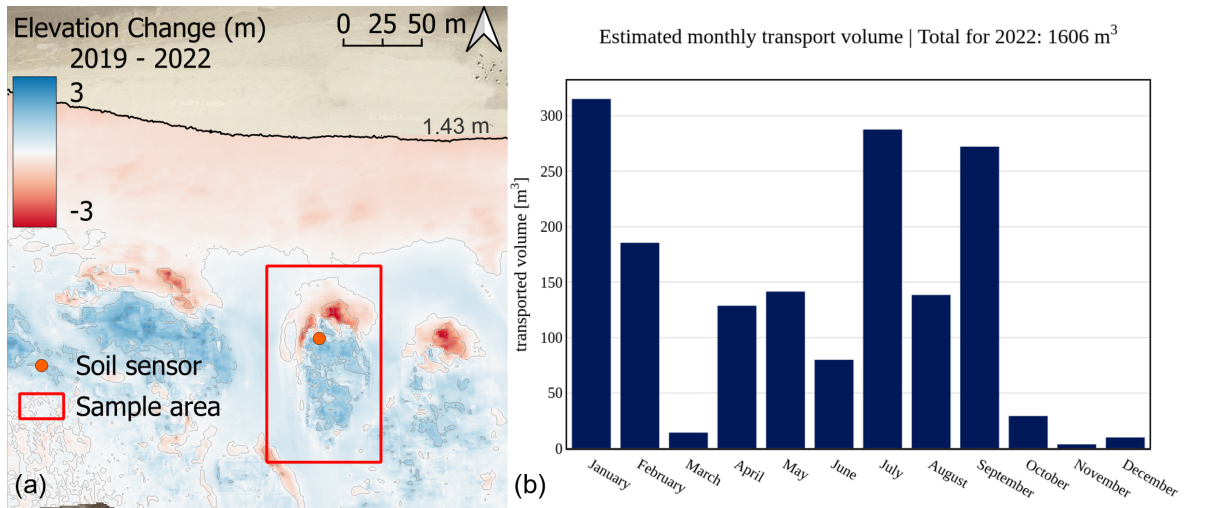 Elevation Change (m)
2019 - 2022
3
-3
0 25 50 m
1.43 m
Soil sensor
Sample area
(a)
Estimated monthly transport volume | Total for 2022: 1606 m³
transported volume [m³]
300
250
200
150
100
50
0
January
February
March
April
May
June
July
August
September
October
November
December
(b)